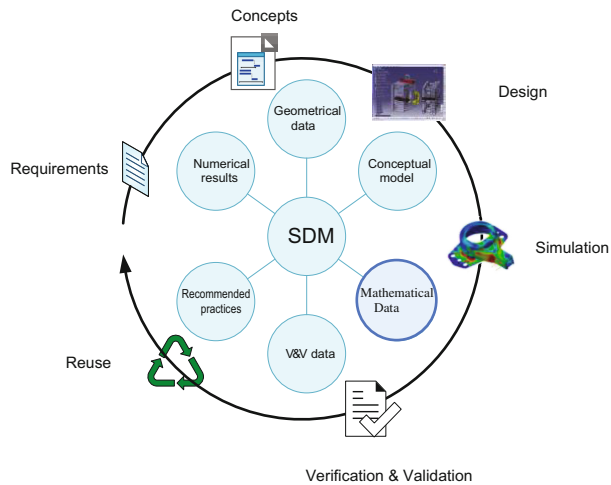 Concepts
Design
Geometrical
data
Requirements
Numerical
results
Conceptual
model
SDM
Simulation
Recommended
practices
Mathematical
Data
V&V data
Reuse
Verification & Validation